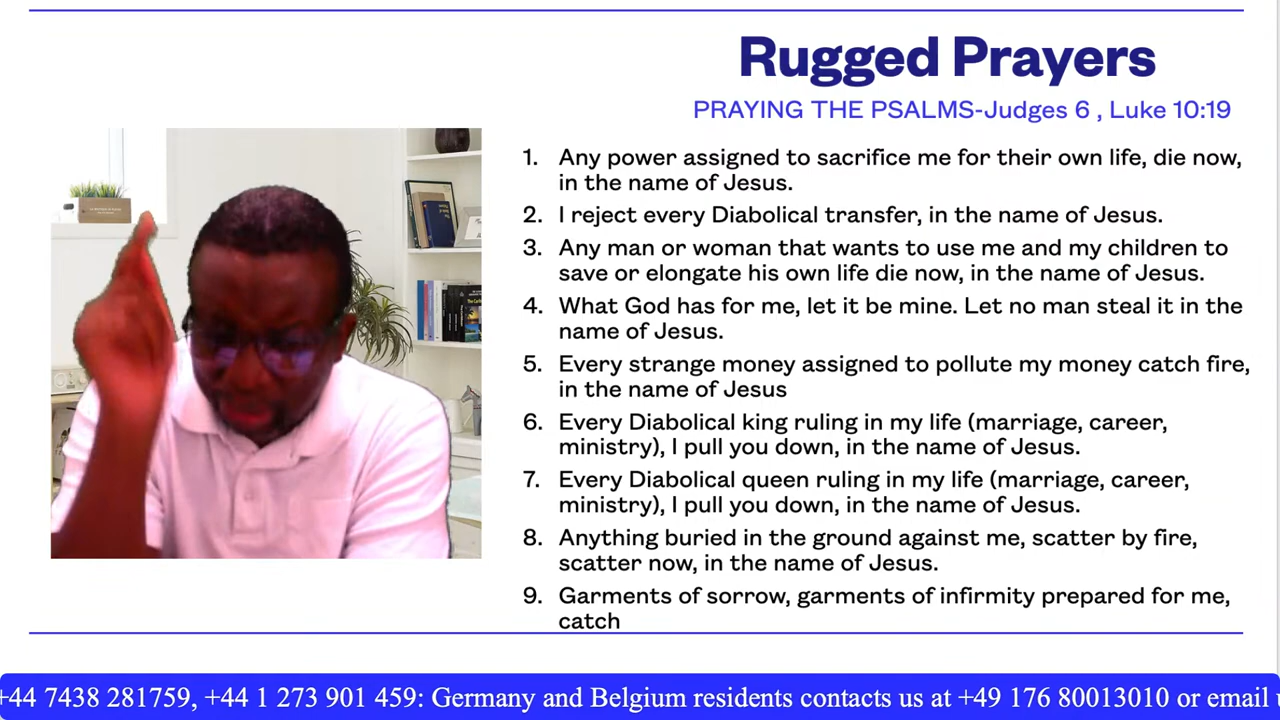 Rugged Prayers
PRAYING THE PSALMS-Judges 6 , Luke 10:19
1. Any power assigned to sacrifice me for their own life, die now,
in the name of Jesus.
2. I reject every Diabolical transfer, in the name of Jesus.
3. Any man or woman that wants to use me and my children to
save or elongate his own life die now, in the name of Jesus.
4. What God has for me, let it be mine. Let no man steal it in the
name of Jesus.
5. Every strange money assigned to pollute my money catch fire,
in the name of Jesus
6. Every Diabolical king ruling in my life (marriage, career,
ministry), I pull you down, in the name of Jesus.
7. Every Diabolical queen ruling in my life (marriage, career,
ministry), I pull you down, in the name of Jesus.
8. Anything buried in the ground against me, scatter by fire,
scatter now, in the name of Jesus.
9. Garments of sorrow, garments of infirmity prepared for me,
catch
+44 7438 281759, +44 1 273 901 459: Germany and Belgium residents contacts us at +49 176 80013010 or email